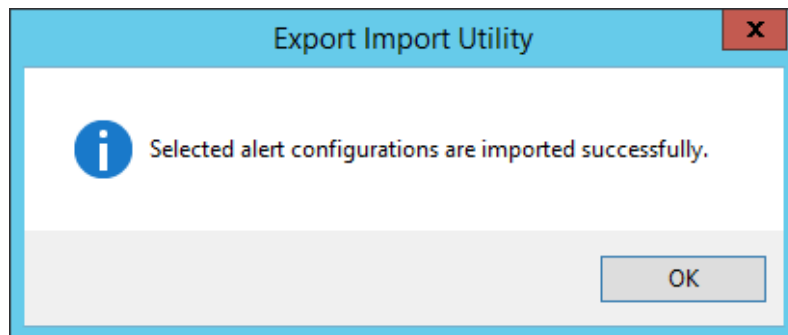 Export Import Utility
x
Selected alert configurations are imported successfully.
OK